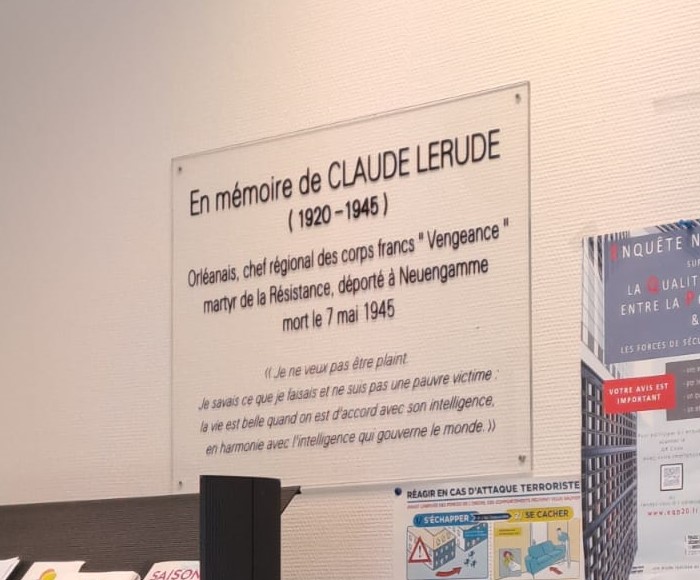 En mémoire de CLAUDE LERUDE
( 1920 – 1945 )
Orléanais, chef régional des corps francs " Vengeance "
martyr de la Résistance, déporté à Neuengamme
mort le 7 mai 1945
(( Je ne veux pas être plaint.
Je savais ce que je faisais et ne suis pas une pauvre victime :
la vie est belle quand on est d'accord avec son intelligence,
en harmonie avec l'intelligence qui gouverne le monde. ))
ENQUÊTE N
SUR
LA QUALIT
ENTRE LA P
&
LES FORCES DE SÉCU
VOTRE AVIS EST
IMPORTANT
RÉAGIR EN CAS D'ATTAQUE TERRORISTE
S'ÉCHAPPER
SE CACHER
SAISON